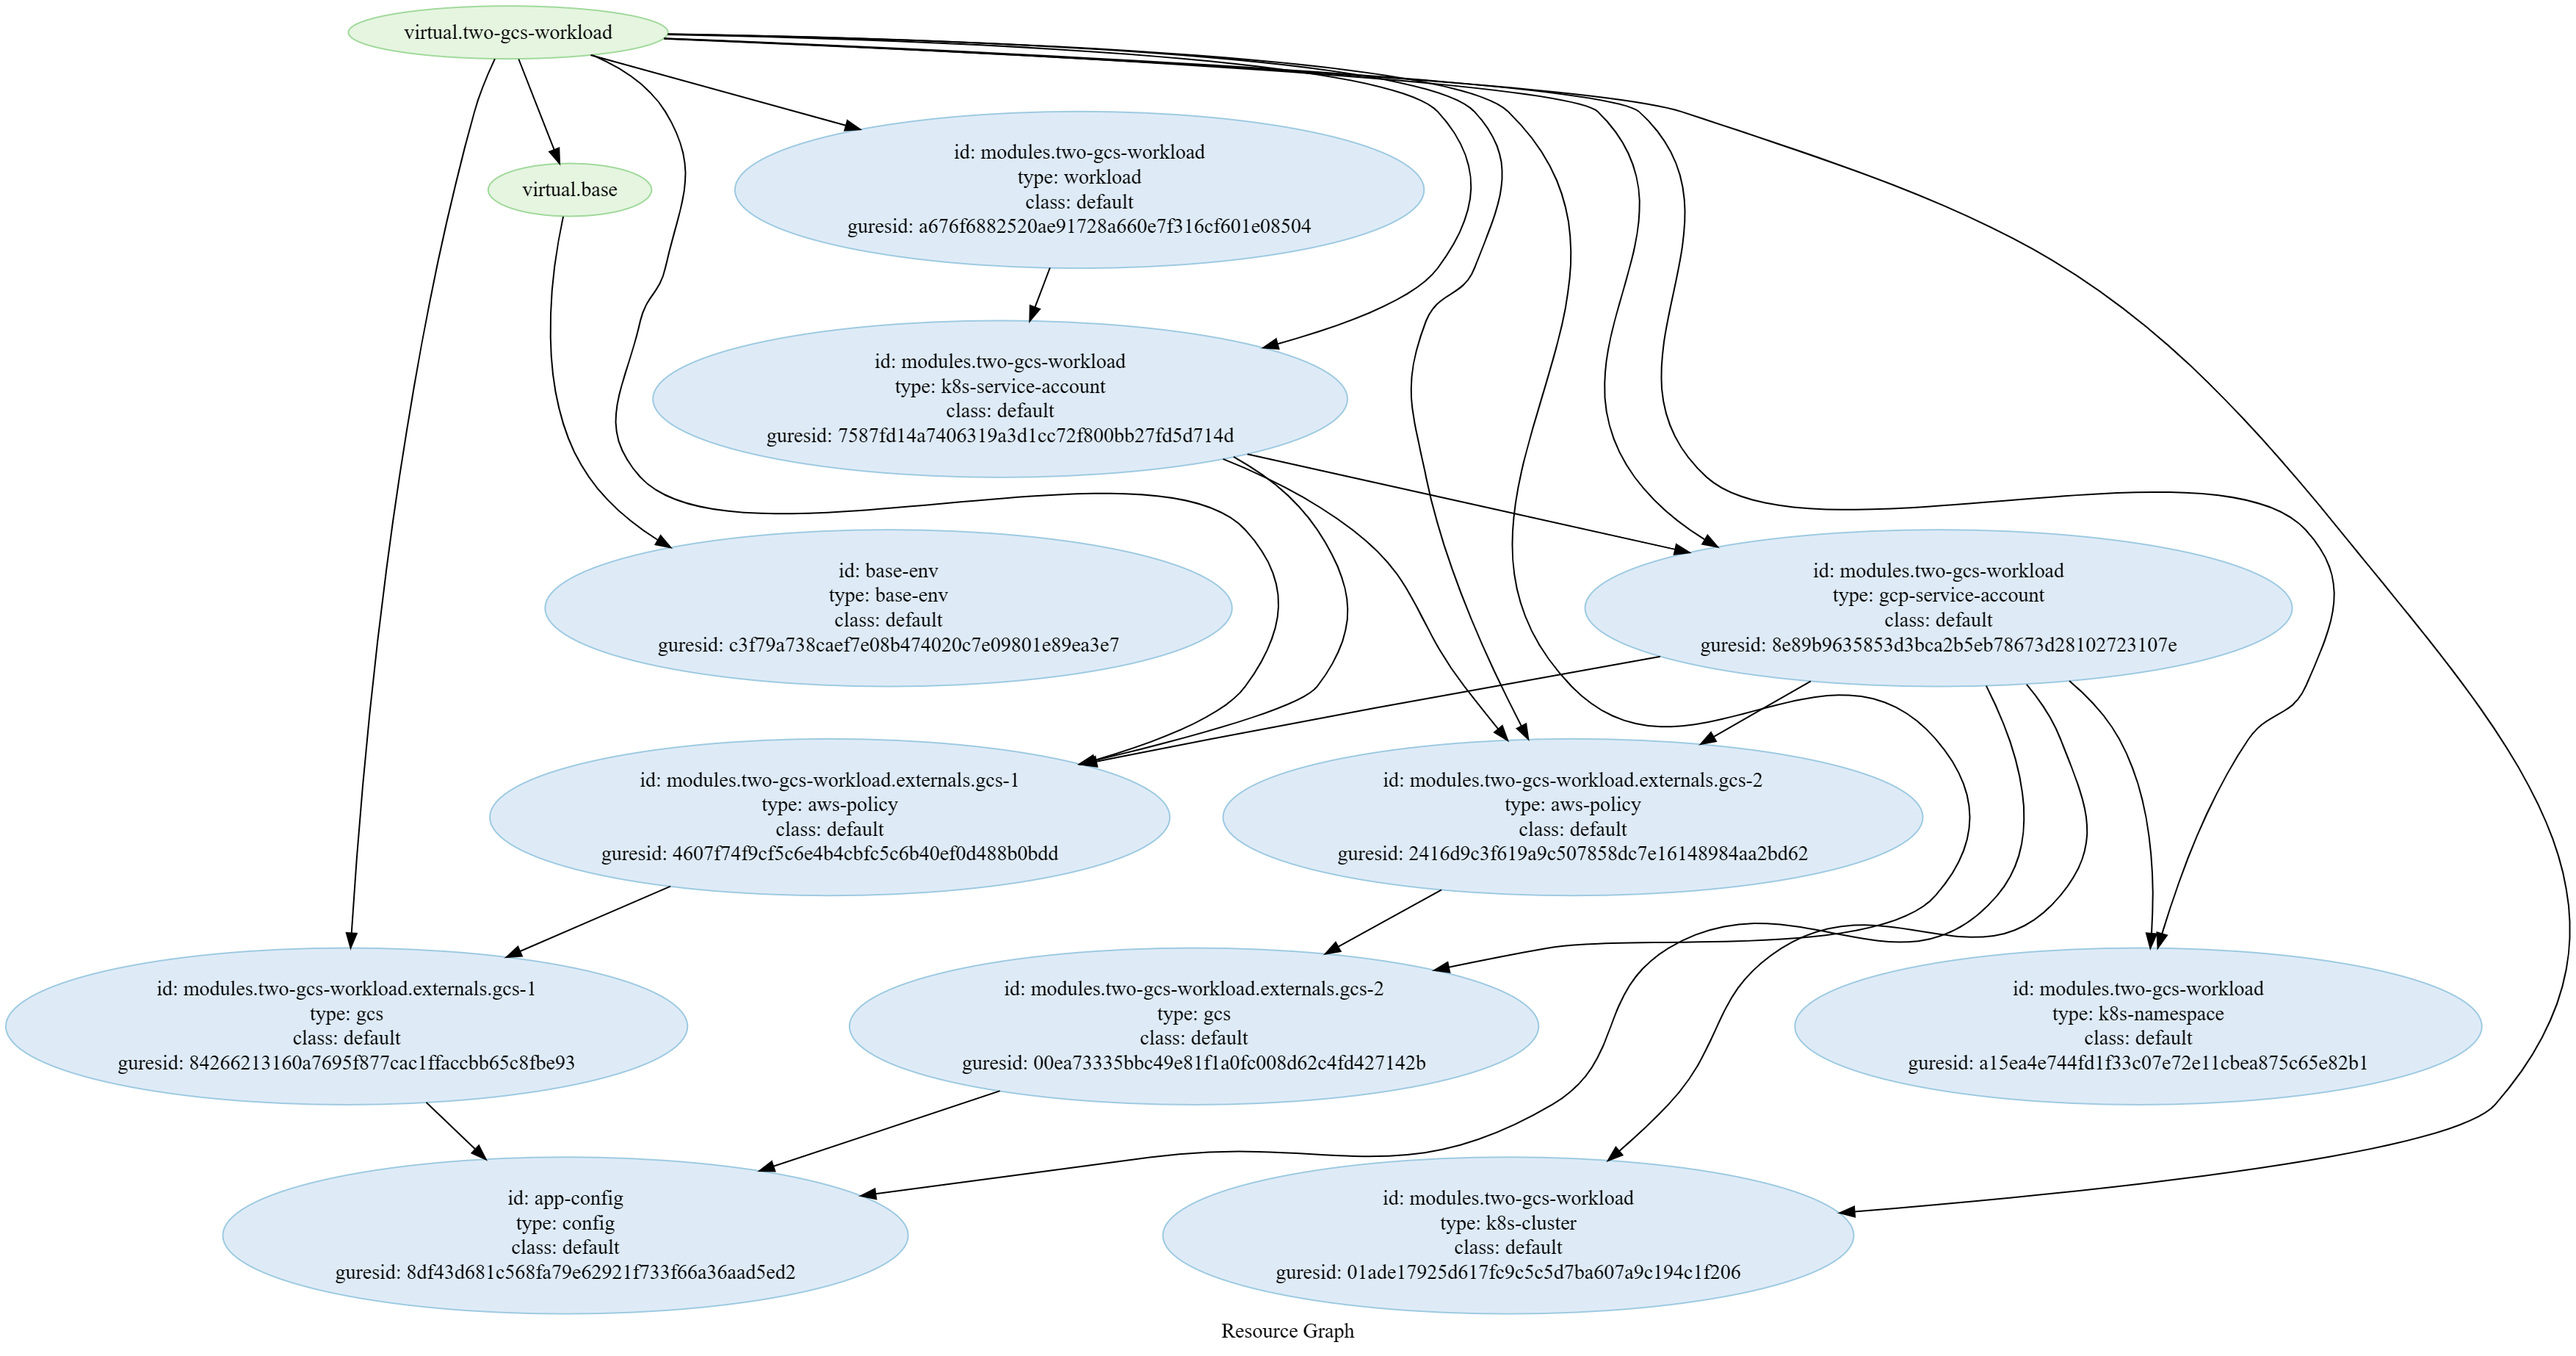 virtual.two-gcs-workload
id: modules.two-gcs-workload
type: workload
class: default
guresid: a676f6882520ae91728a660e7f316cf601e08504
virtual.base
id: modules.two-gcs-workload
type: k8s-service-account
class: default
guresid: 7587fd14a7406319a3d1cc72f800bb27fd5d714d
id: base-env
type: base-env
class: default
guresid: c3f79a738caef7e08b474020c7e09801e89ea3e7
id: modules.two-gcs-workload
type: gcp-service-account
class: default
guresid: 8e89b9635853d3bca2b5eb78673d28102723107e
id: modules.two-gcs-workload.externals.gcs-1
type: aws-policy
class: default
guresid: 4607f74f9cf5c6e4b4cbfc5c6b40ef0d488b0bdd
id: modules.two-gcs-workload.externals.gcs-2
type: aws-policy
class: default
guresid: 2416d9c3f619a9c507858dc7e16148984aa2bd62
id: modules.two-gcs-workload.externals.gcs-1
type: gcs
class: default
guresid: 84266213160a7695f877cac1ffaccbb65c8fbe93
id: modules.two-gcs-workload.externals.gcs-2
type: gcs
class: default
guresid: 00ea73335bbc49e81f1a0fc008d62c4fd427142b
id: modules.two-gcs-workload
type: k8s-namespace
class: default
guresid: a15ea4e744fd1f33c07e72e11cbea875c65e82b1
id: app-config
type: config
class: default
guresid: 8df43d681c568fa79e62921f733f66a36aad5ed2
id: modules.two-gcs-workload
type: k8s-cluster
class: default
guresid: 01ade17925d617fc9c5c5d7ba607a9c194c1f206
Resource Graph